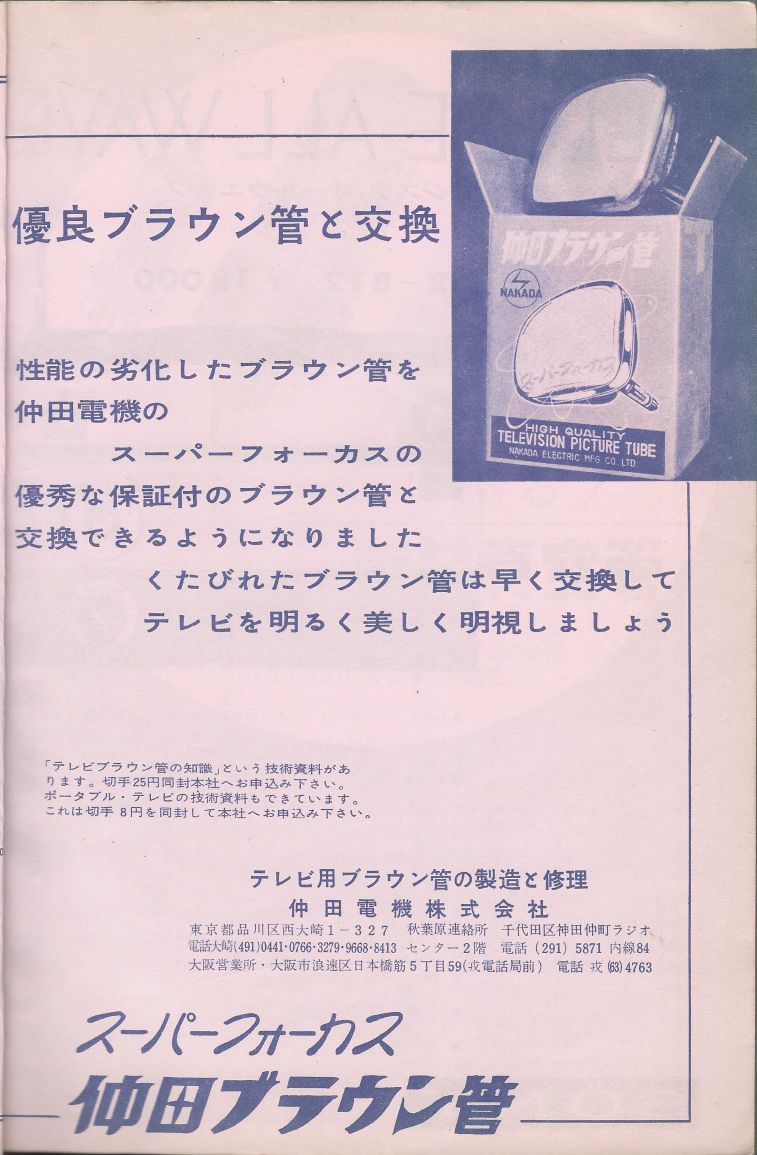 優良ブラウン管と交換
仲田ブラウン管
NAKADA
スーパーフォーカス
HIGH QUALITY
TELEVISION PICTURE TUBE
NAKADA ELECTRIC MFG CO. LTD.
性能の劣化したブラウン管を
仲田電機の
スーパーフォーカスの
優秀な保証付のブラウン管と
交換できるようになりました
くたびれたブラウン管は早く交換して
テレビを明るく美しく明視しましょう
「テレビブラウン管の知識」という技術資料があ
ります。切手25円同封本社へお申込み下さい。
ポータブル・テレビの技術資料もできています。
これは切手8円を同封して本社へお申込み下さい。
テレビ用ブラウン管の製造と修理
仲田電機株式会社
東京都品川区西大崎1-327 秋葉原連絡所 千代田区神田仲町ラジオ
電話大崎(491)0441・0766・3279・9668・8413 センター2階 電話(291)5871 内線84
大阪営業所・大阪市浪速区日本橋筋5丁目59(戎電話局前) 電話 戎(63)4763
スーパーフォーカス
仲田ブラウン管